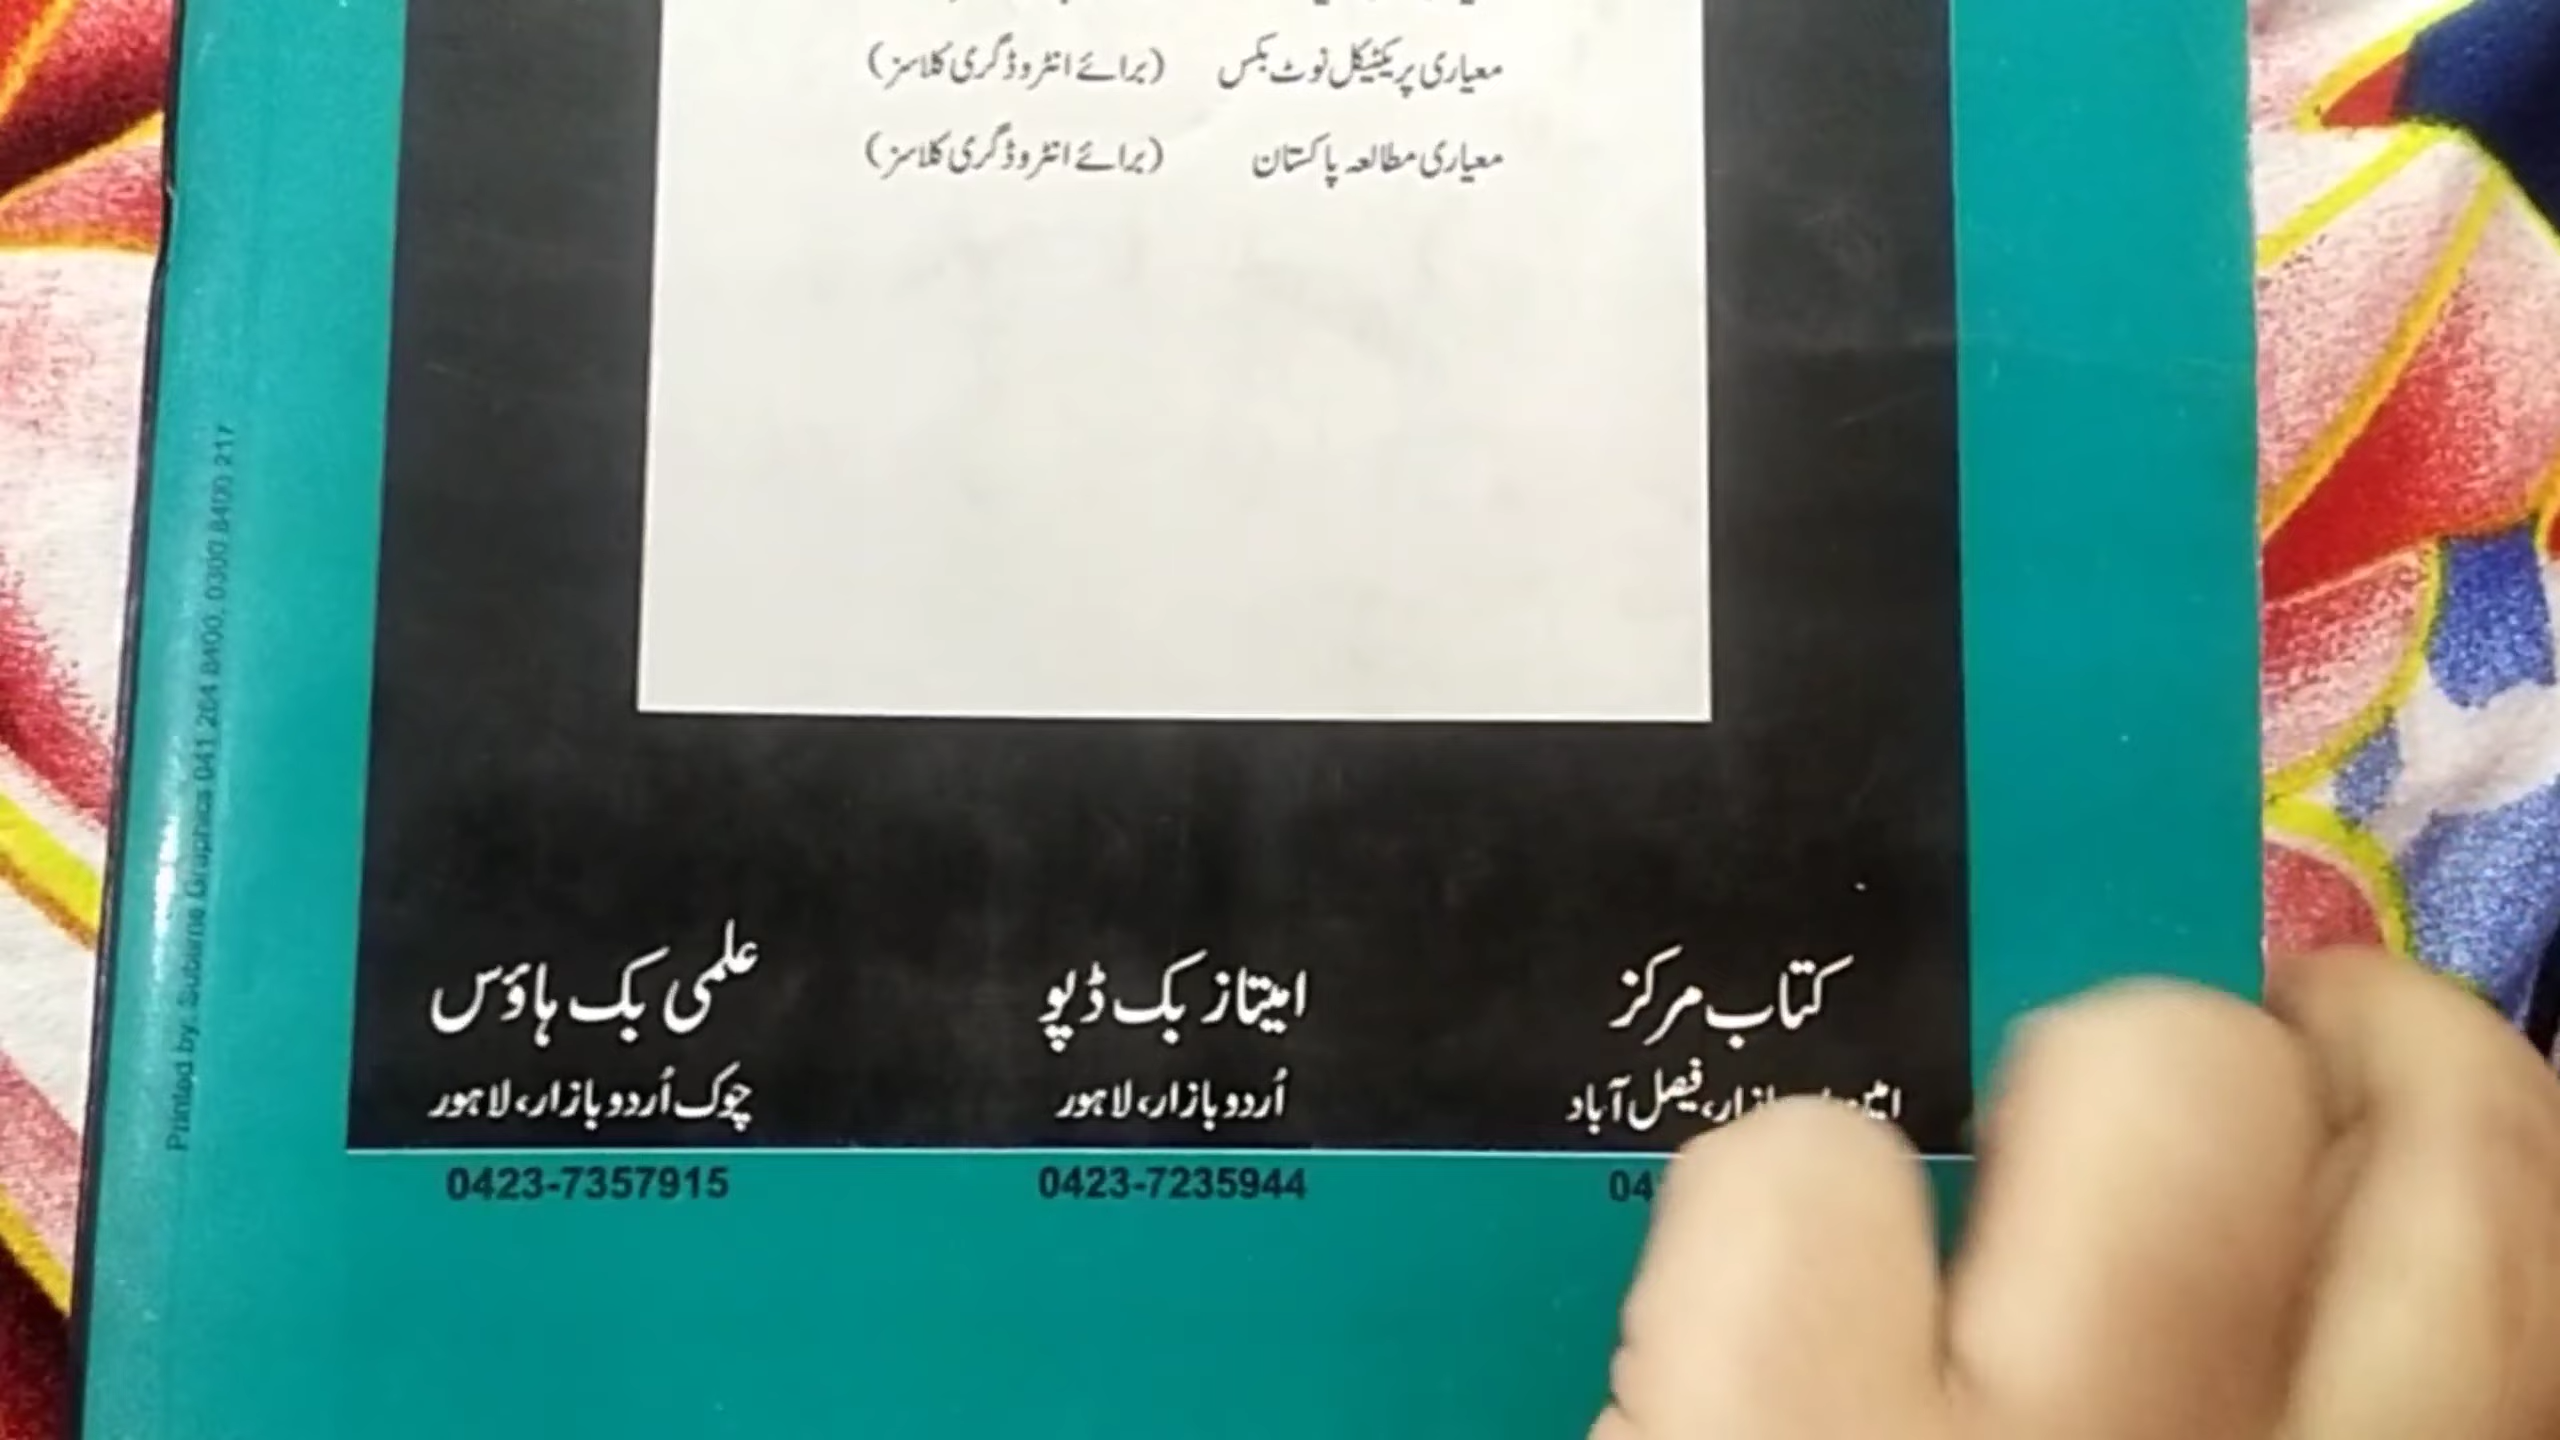 معیاری پریکٹیکل نوٹ بکس (برائے انٹر و ڈگری کلاسز)
معیاری مطالعہ پاکستان (برائے انٹر و ڈگری کلاسز)
کتاب مرکز
فیصل آباد
امتیاز بک ڈپو
اُردو بازار، لاہور
0423-7235944
علمی بک ہاؤس
چوک اُردو بازار، لاہور
0423-7357915
Printed by: Sublime Graphics 041 264 8400, 0300 8400 217